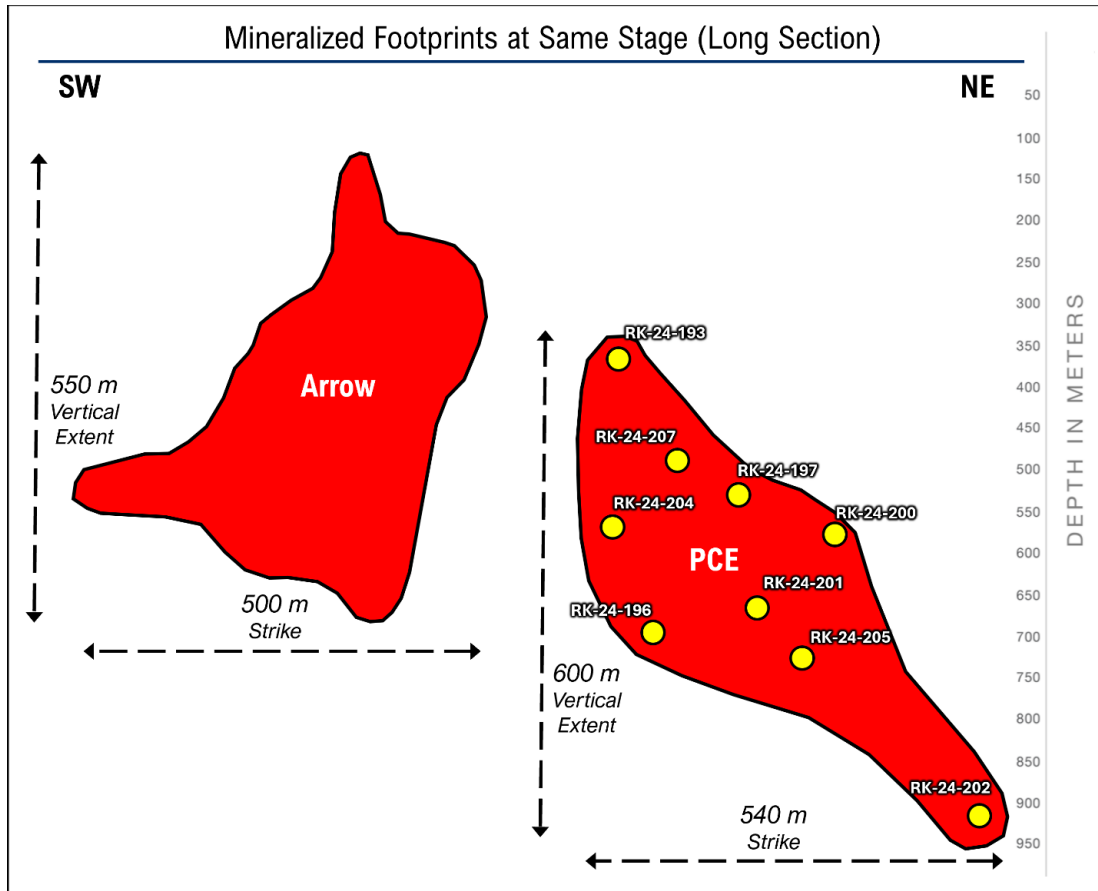 Mineralized Footprints at Same Stage (Long Section)
SW
NE
50
100
150
200
250
300
350
400
450
500
550
600
650
700
750
800
850
900
950
DEPTH IN METERS
550 m
Vertical
Extent
Arrow
500 m
Strike
RK-24-193
RK-24-207
RK-24-197
RK-24-204
RK-24-200
PCE
RK-24-201
RK-24-196
RK-24-205
600 m
Vertical
Extent
RK-24-202
540 m
Strike